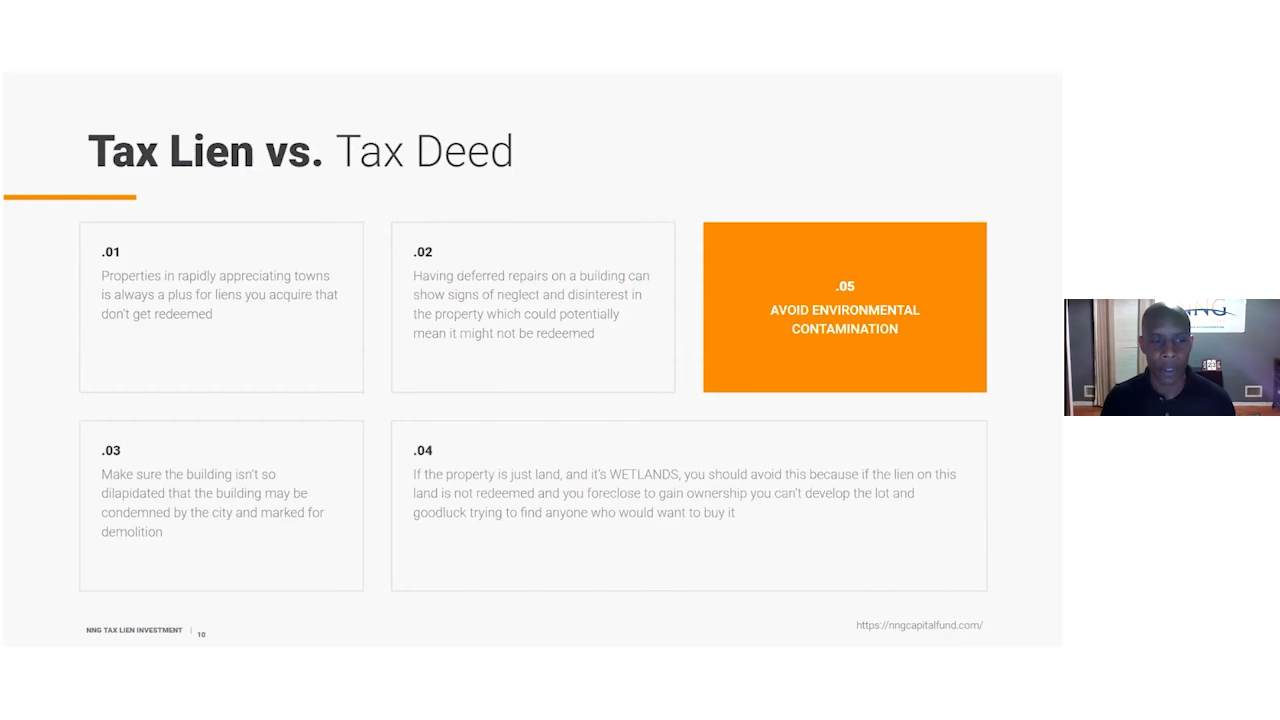 Tax Lien vs. Tax Deed
.01
Properties in rapidly appreciating towns
is always a plus for liens you acquire that
don't get redeemed
.02
Having deferred repairs on a building can
show signs of neglect and disinterest in
the property which could potentially
mean it might not be redeemed
.05
AVOID ENVIRONMENTAL
CONTAMINATION
.03
Make sure the building isn't so
dilapidated that the building may be
condemned by the city and marked for
demolition
.04
If the property is just land, and it's WETLANDS, you should avoid this because if the lien on this
land is not redeemed and you foreclose to gain ownership you can't develop the lot and
goodluck trying to find anyone who would want to buy it
NNG TAX LIEN INVESTMENT | 10
https://nngcapitalfund.com/
NNG